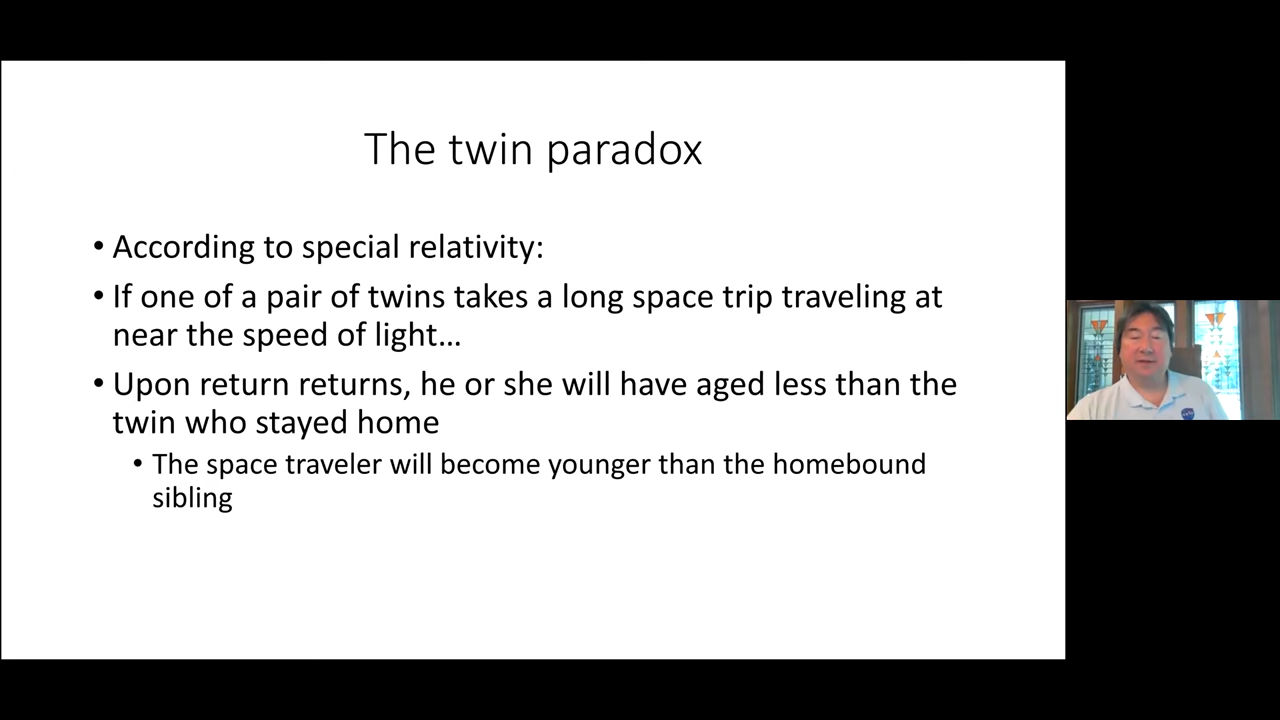 The twin paradox
• According to special relativity:
• If one of a pair of twins takes a long space trip traveling at
near the speed of light…
• Upon return returns, he or she will have aged less than the
twin who stayed home
• The space traveler will become younger than the homebound
sibling